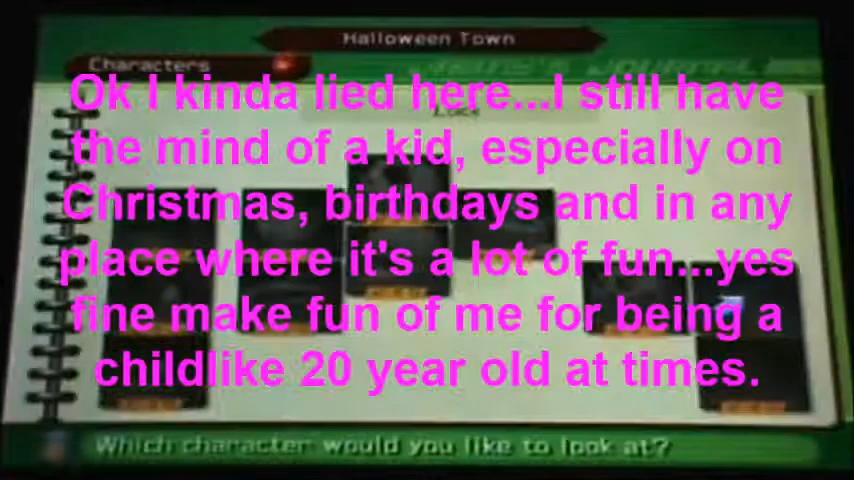 Halloween Town
Characters
JIMINY'S JOURNAL
Ok I kinda lied here...I still have
the mind of a kid, especially on
Christmas, birthdays and in any
place where it's a lot of fun...yes
fine make fun of me for being a
childlike 20 year old at times.
Which character would you like to look at?